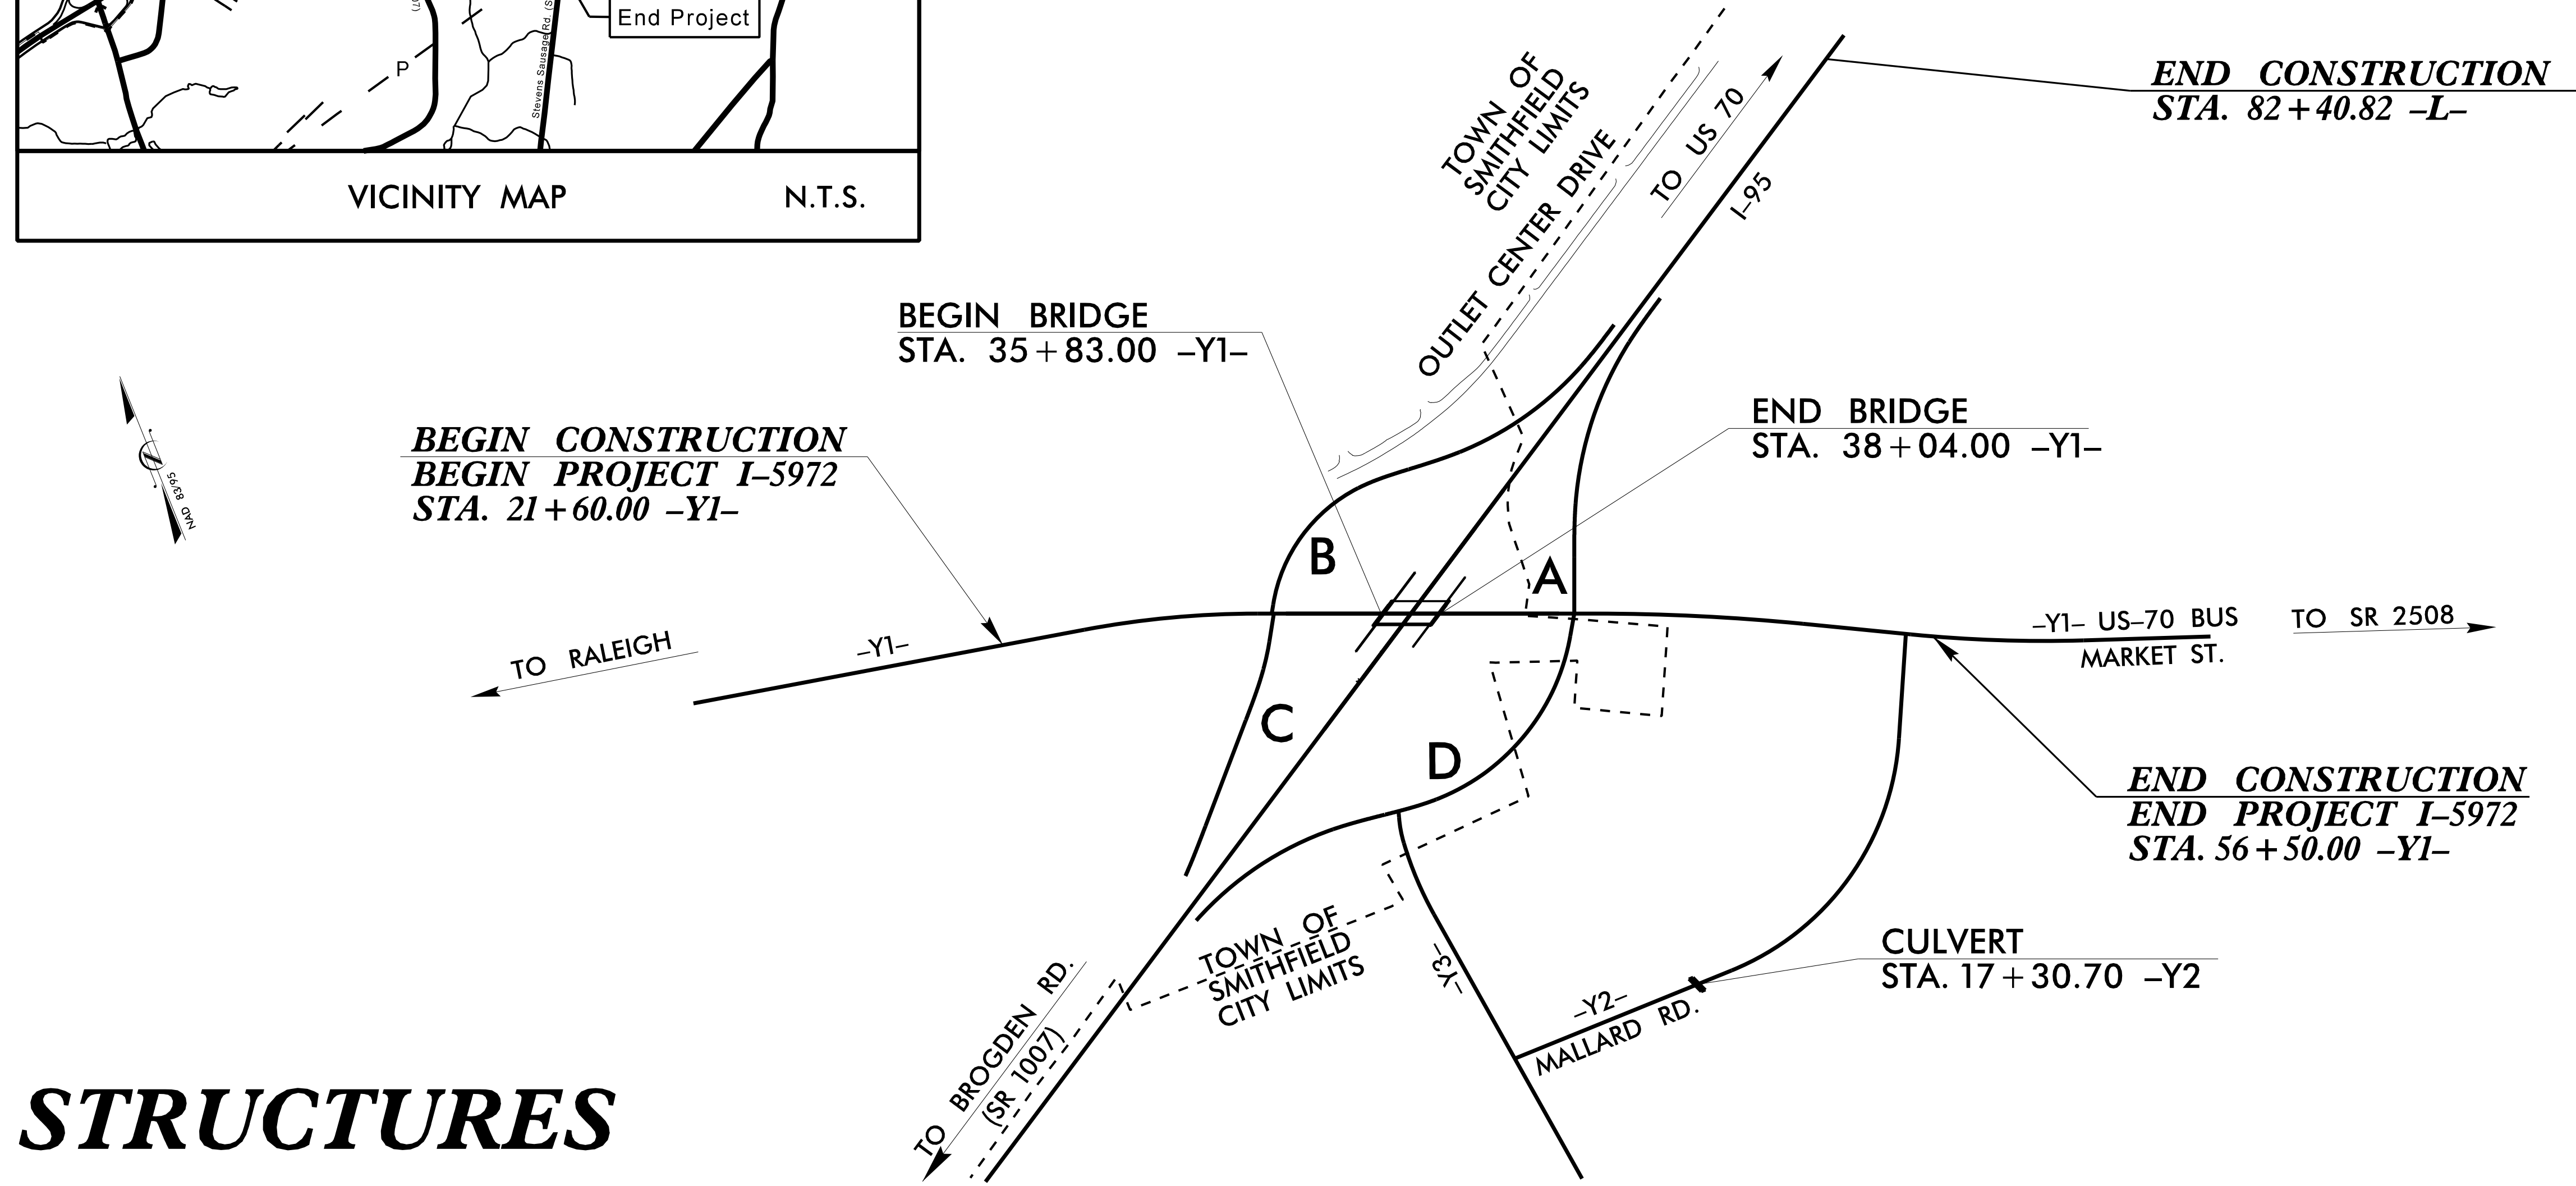 End Project
Stevens Sausage Rd. (S
P
VICINITY MAP N.T.S.
TOWN OF
SMITHFIELD
CITY LIMITS
OUTLET CENTER DRIVE
TO US 70
I–95
END CONSTRUCTION
STA. 82+40.82 –L–
BEGIN BRIDGE
STA. 35+83.00 –Y1–
END BRIDGE
STA. 38+04.00 –Y1–
NAD 83/95
BEGIN CONSTRUCTION
BEGIN PROJECT I–5972
STA. 21+60.00 –Y1–
B
A
TO RALEIGH
–Y1–
–Y1– US–70 BUS TO SR 2508
MARKET ST.
C
D
END CONSTRUCTION
END PROJECT I–5972
STA. 56+50.00 –Y1–
TOWN OF
SMITHFIELD
CITY LIMITS
–Y3–
CULVERT
STA. 17+30.70 –Y2
–Y2–
MALLARD RD.
TO BROGDEN RD.
(SR 1007)
STRUCTURES